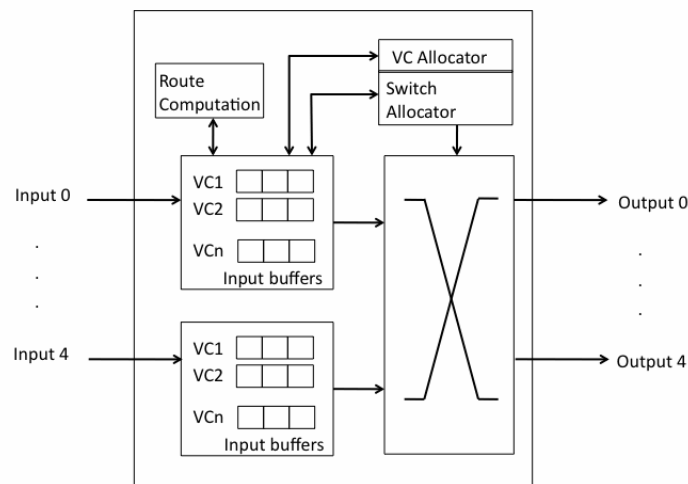 VC Allocator
Switch
Allocator
Route
Computation
Input 0
VC1
VC2
VCn
Input buffers
Output 0
.
.
.
.
.
.
Input 4
VC1
VC2
VCn
Input buffers
Output 4